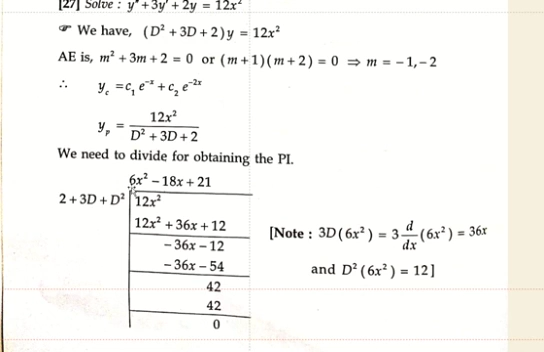 [27] Solve : y″ + 3y′ + 2y = 12x²
☞ We have, (D² + 3D + 2) y = 12x²
AE is, m² + 3m + 2 = 0 or (m + 1) (m + 2) = 0 ⇒ m = – 1, – 2
∴ y_c = c₁ e^{-x} + c₂ e^{-2x}
y_p = 12x² / (D² + 3D + 2)
We need to divide for obtaining the PI.
6x² – 18x + 21
2 + 3D + D² 12x²
12x² + 36x + 12
– 36x – 12
– 36x – 54
42
42
0
[Note : 3D (6x²) = 3 d/dx (6x²) = 36x
and D² (6x²) = 12]